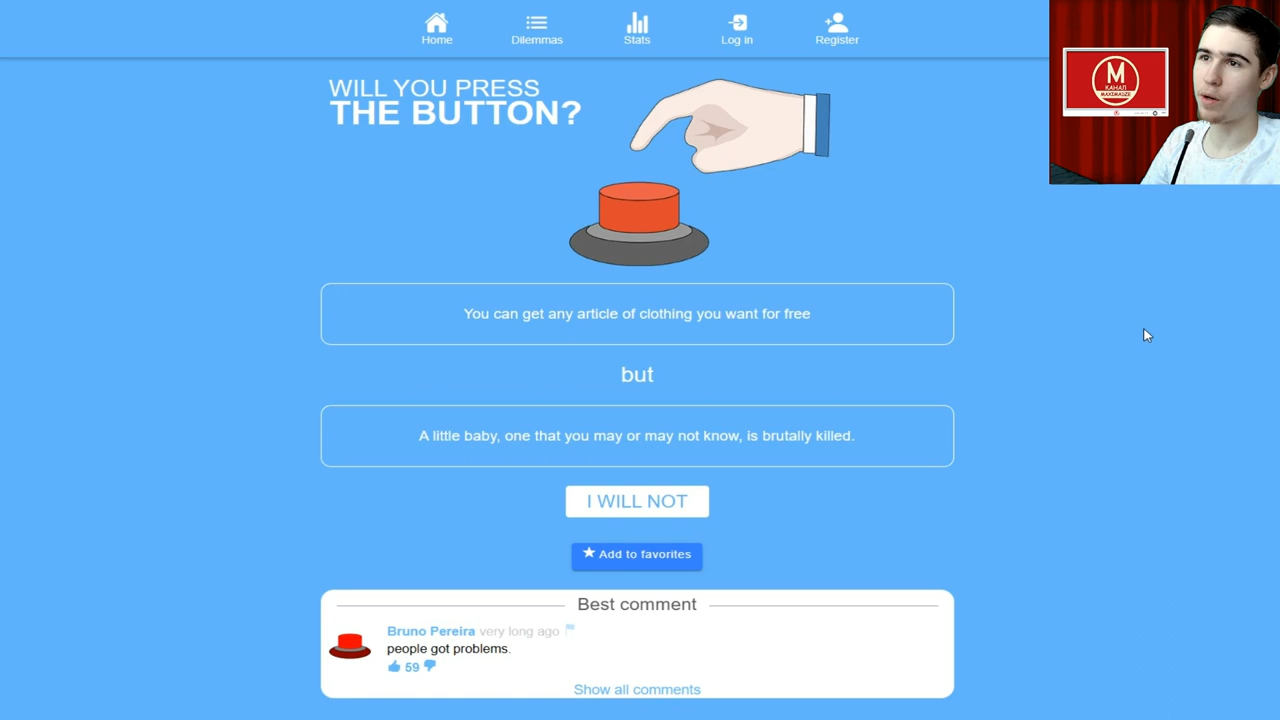 Home
Dilemmas
Stats
Log in
Register
M
КАНАЛ
WILL YOU PRESS
THE BUTTON?
You can get any article of clothing you want for free
but
A little baby, one that you may or may not know, is brutally killed.
I WILL NOT
Add to favorites
Best comment
Bruno Pereira very long ago
people got problems.
59
Show all comments